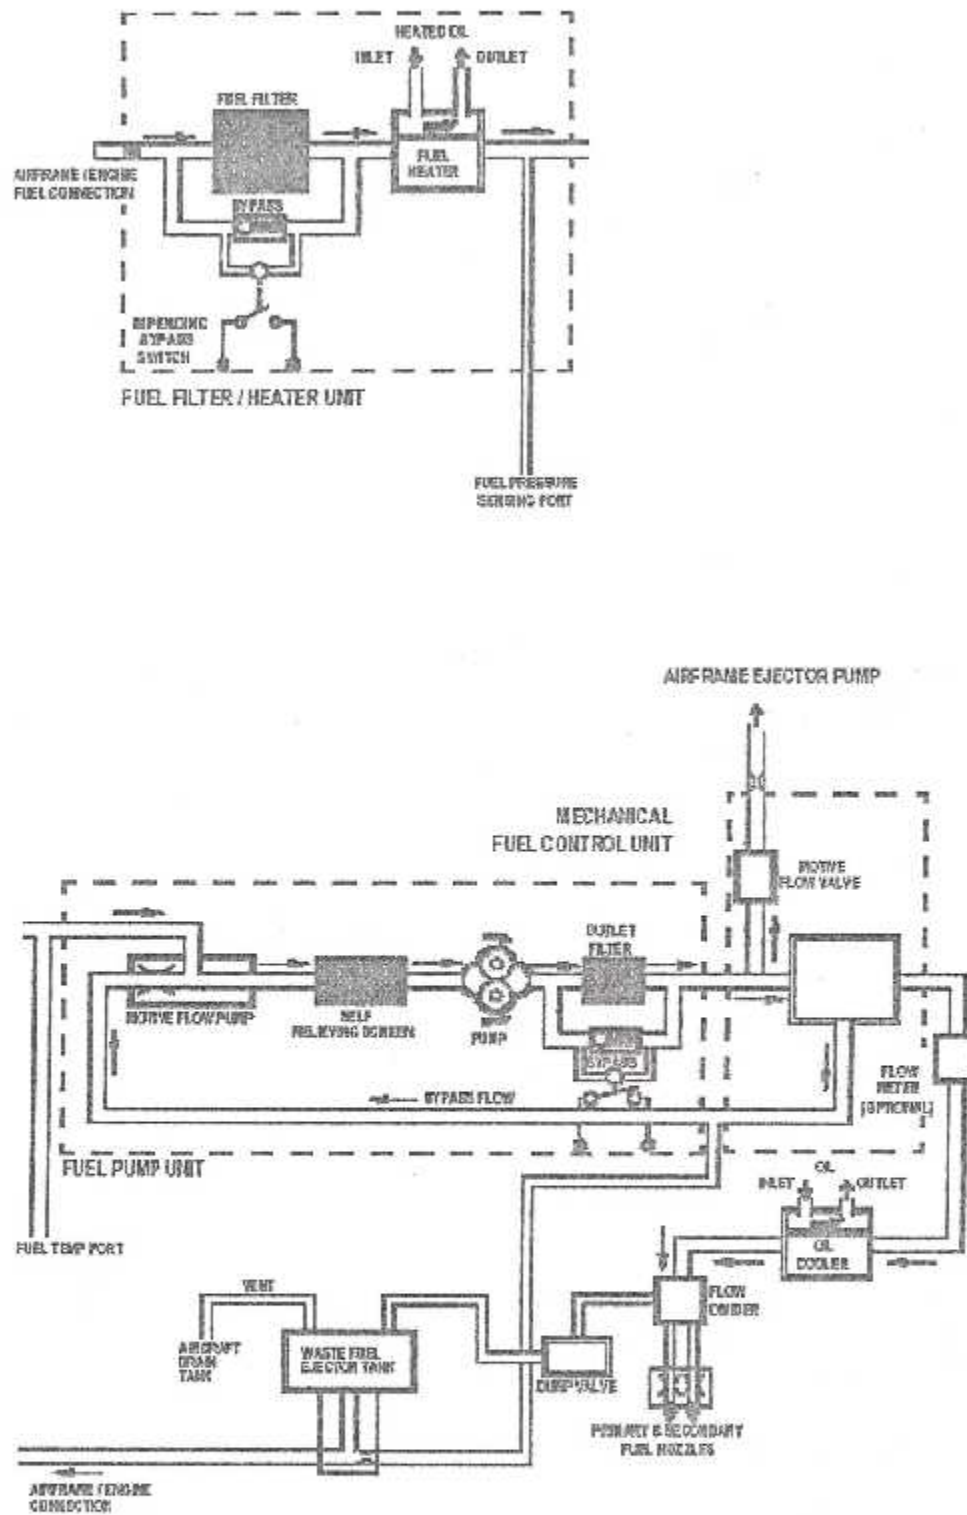 HEATED OIL
INLET
OUTLET
FUEL FILTER
FUEL
HEATER
AIRFRAME / ENGINE
FUEL CONNECTION
BYPASS
IMPENDING
BYPASS
SWITCH
FUEL FILTER / HEATER UNIT
FUEL PRESSURE
SENSING PORT
AIRFRAME EJECTOR PUMP
MECHANICAL
FUEL CONTROL UNIT
MOTIVE
FLOW VALVE
OUTLET
FILTER
MOTIVE FLOW PUMP
SELF
RELIEVING SCREEN
PUMP
BYPASS
BYPASS FLOW
FLOW
METER
(OPTIONAL)
FUEL PUMP UNIT
OIL
INLET
OUTLET
FUEL TEMP PORT
OIL
COOLER
VENT
FLOW
DIVIDER
AIRCRAFT
DRAIN
TANK
WASTE FUEL
EJECTOR TANK
DUMP VALVE
PRIMARY & SECONDARY
FUEL NOZZLES
AIRFRAME / ENGINE
CONNECTION